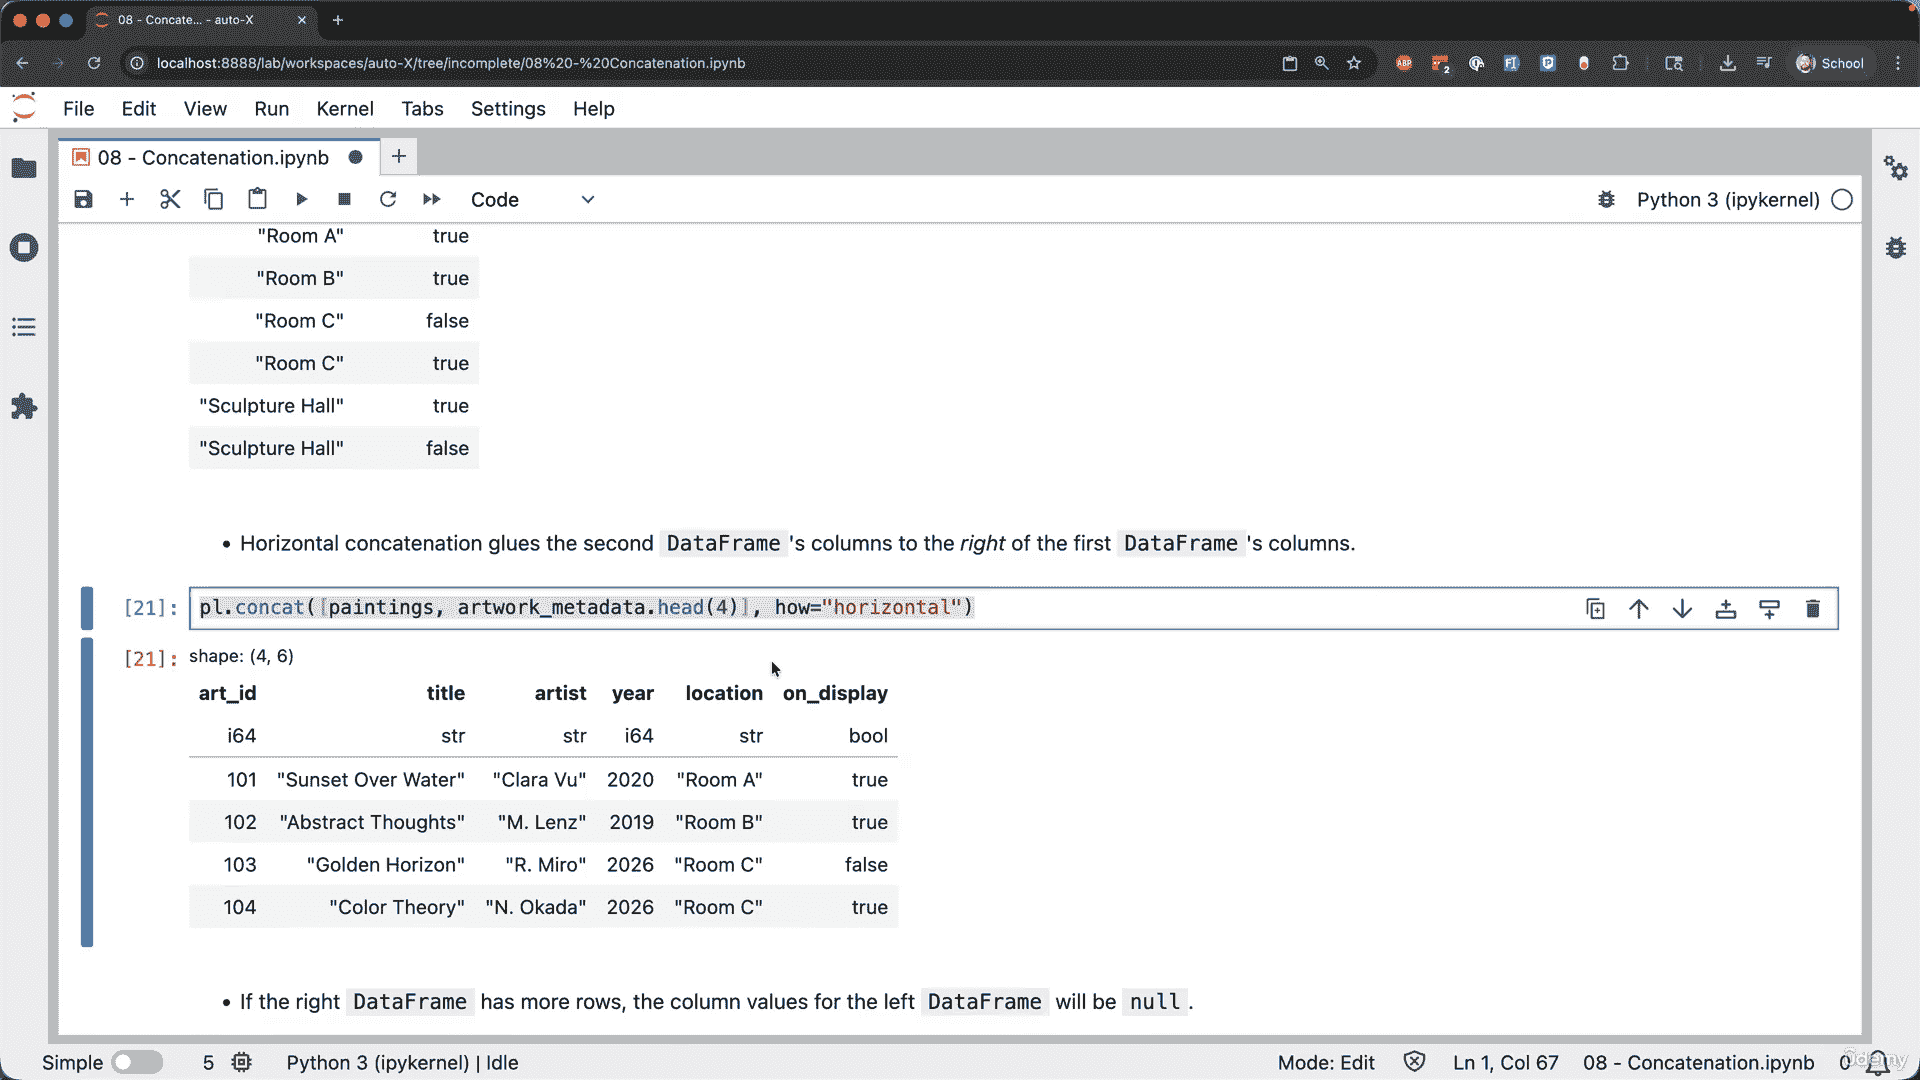 08 - Concate... - auto-X
localhost:8888/lab/workspaces/auto-X/tree/incomplete/08%20-%20Concatenation.ipynb
ABP
2
School
File Edit View Run Kernel Tabs Settings Help
08 - Concatenation.ipynb
Code
Python 3 (ipykernel)
"Room A" true
"Room B" true
"Room C" false
"Room C" true
"Sculpture Hall" true
"Sculpture Hall" false
• Horizontal concatenation glues the second DataFrame 's columns to the right of the first DataFrame 's columns.
[21]: pl.concat([paintings, artwork_metadata.head(4)], how="horizontal")
[21]: shape: (4, 6)
art_id title artist year location on_display
i64 str str i64 str bool
101 "Sunset Over Water" "Clara Vu" 2020 "Room A" true
102 "Abstract Thoughts" "M. Lenz" 2019 "Room B" true
103 "Golden Horizon" "R. Miro" 2026 "Room C" false
104 "Color Theory" "N. Okada" 2026 "Room C" true
• If the right DataFrame has more rows, the column values for the left DataFrame will be null .
Simple 5 Python 3 (ipykernel) | Idle Mode: Edit Ln 1, Col 67 08 - Concatenation.ipynb 0
Udemy